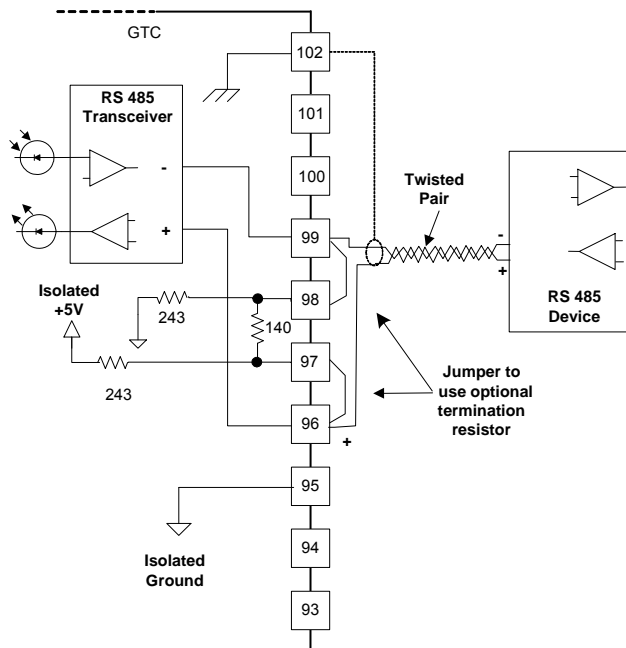 GTC
102
RS 485
Transceiver
101
100
Twisted
Pair
-
99
-
+
+
Isolated
+5V
98
243
140
RS 485
Device
97
243
Jumper to
use optional
termination
resistor
96
+
95
Isolated
Ground
94
93